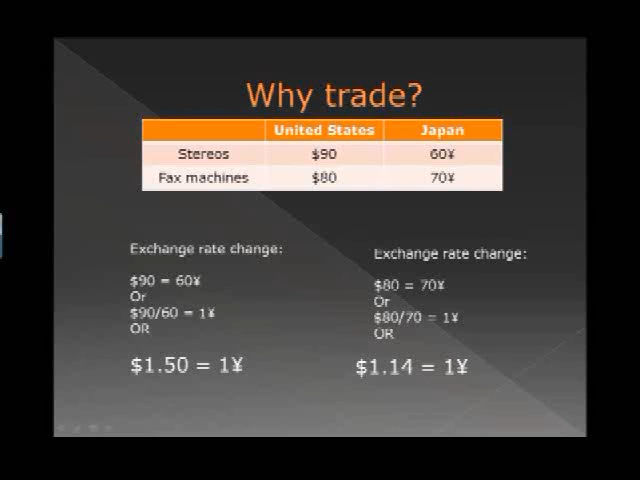 Why trade?
United States Japan
Stereos $90 60¥
Fax machines $80 70¥
Exchange rate change:
$90 = 60¥
Or
$90/60 = 1¥
OR
$1.50 = 1¥
Exchange rate change:
$80 = 70¥
Or
$80/70 = 1¥
OR
$1.14 = 1¥